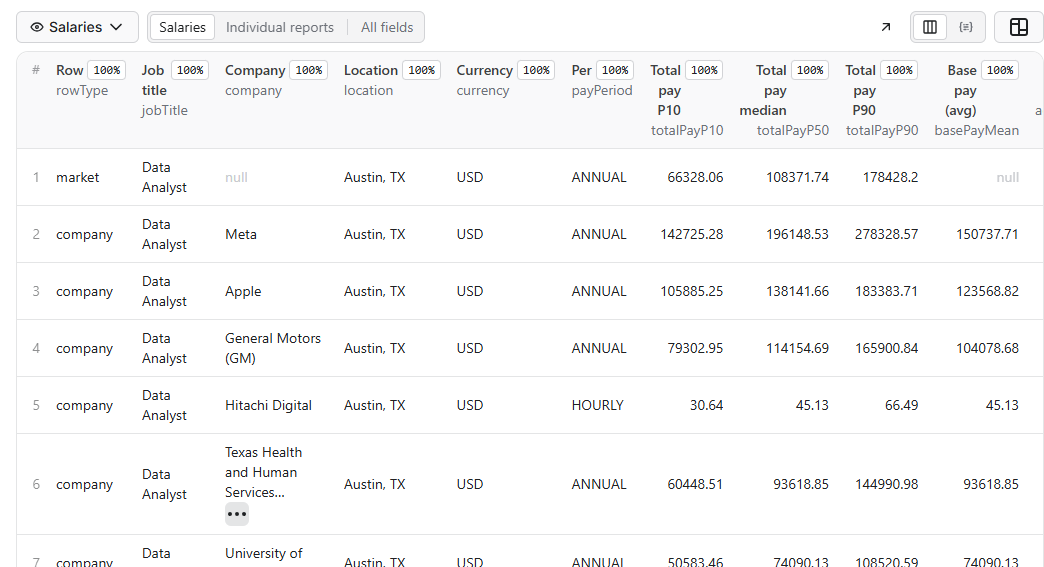 Salaries
Salaries Individual reports All fields
# Row 100% Job title 100% Company 100% Location 100% Currency 100% Per 100% Total pay P10 100% Total pay median 100% Total pay P90 100% Base pay (avg) 100%
rowType jobTitle company location currency payPeriod totalPayP10 totalPayP50 totalPayP90 basePayMean a
1 market Data Analyst null Austin, TX USD ANNUAL 66328.06 108371.74 178428.2 null
2 company Data Analyst Meta Austin, TX USD ANNUAL 142725.28 196148.53 278328.57 150737.71
3 company Data Analyst Apple Austin, TX USD ANNUAL 105885.25 138141.66 183383.71 123568.82
4 company Data Analyst General Motors (GM) Austin, TX USD ANNUAL 79302.95 114154.69 165900.84 104078.68
5 company Data Analyst Hitachi Digital Austin, TX USD HOURLY 30.64 45.13 66.49 45.13
6 company Data Analyst Texas Health and Human Services... Austin, TX USD ANNUAL 60448.51 93618.85 144990.98 93618.85
7 company Data University of Austin, TX USD ANNUAL 50583.46 74090.13 108520.59 74090.13